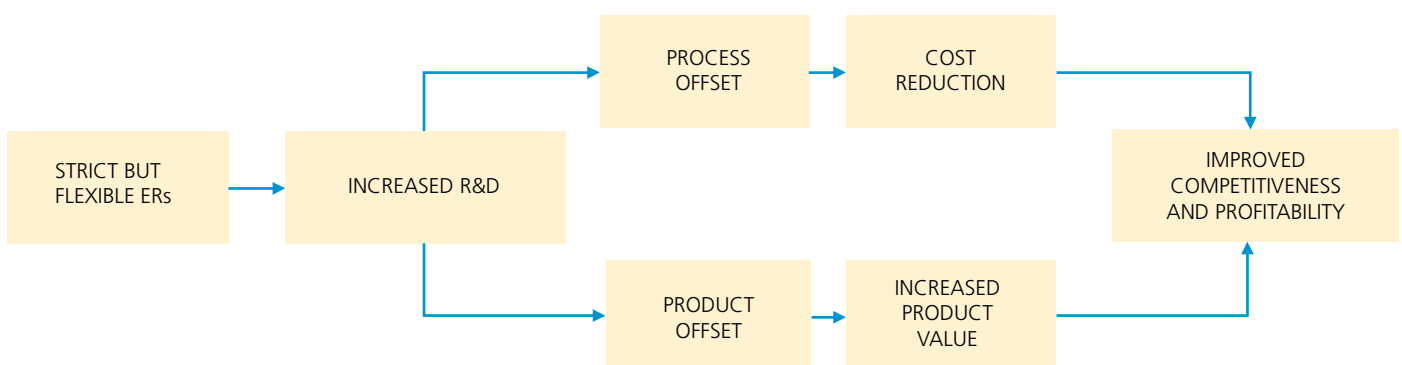 STRICT BUT
FLEXIBLE ERs
INCREASED R&D
PROCESS
OFFSET
COST
REDUCTION
PRODUCT
OFFSET
INCREASED
PRODUCT
VALUE
IMPROVED
COMPETITIVENESS
AND PROFITABILITY